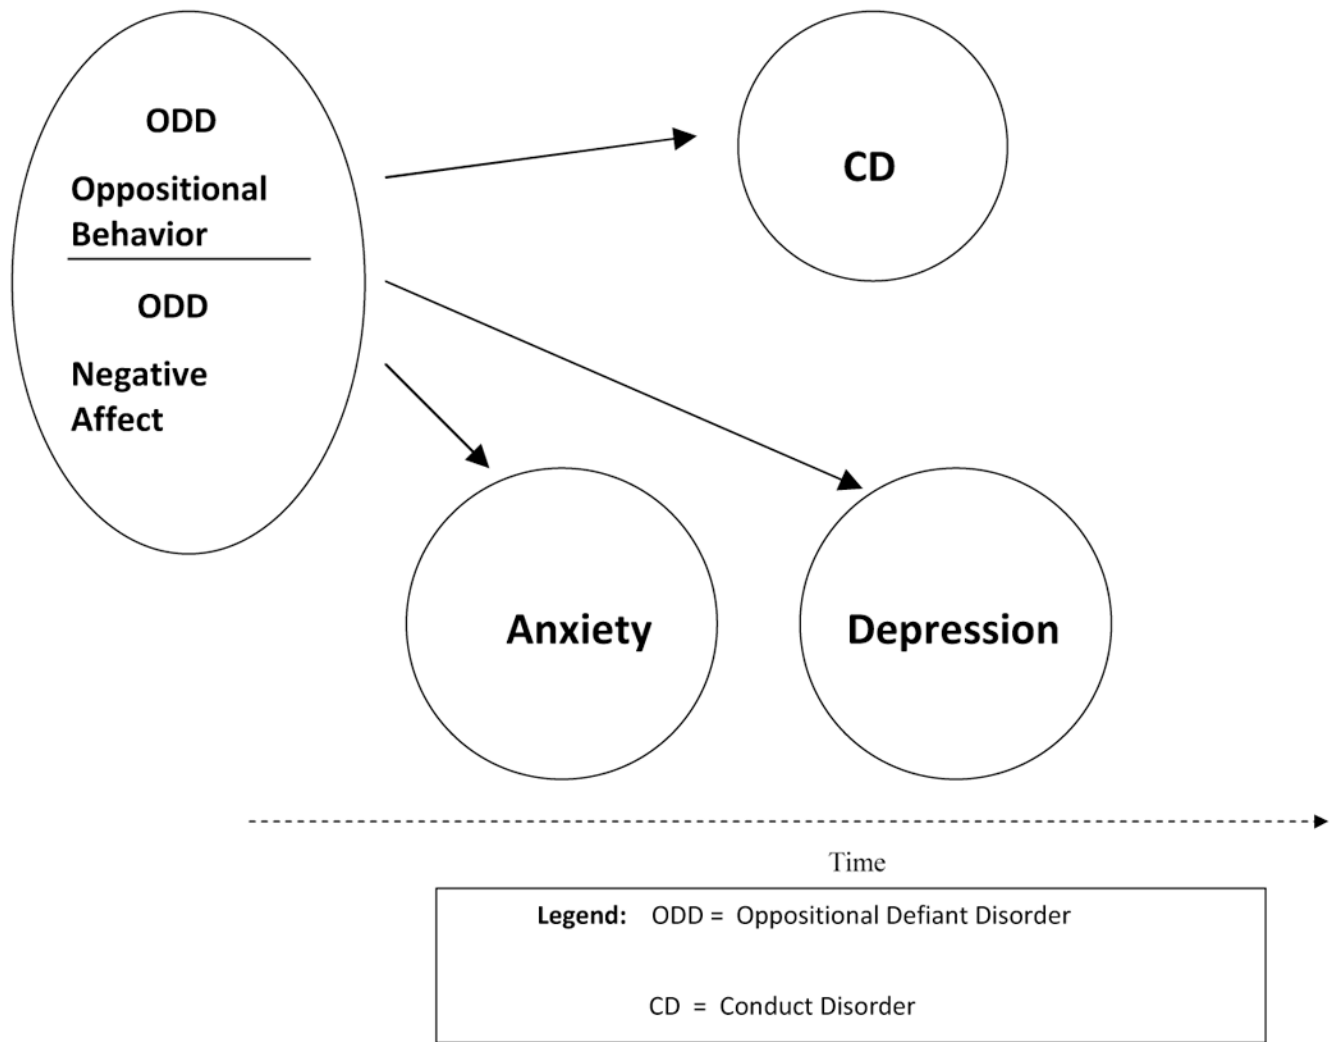 ODD
Oppositional
Behavior
ODD
Negative
Affect
CD
Anxiety
Depression
Time
Legend: ODD = Oppositional Defiant Disorder
CD = Conduct Disorder